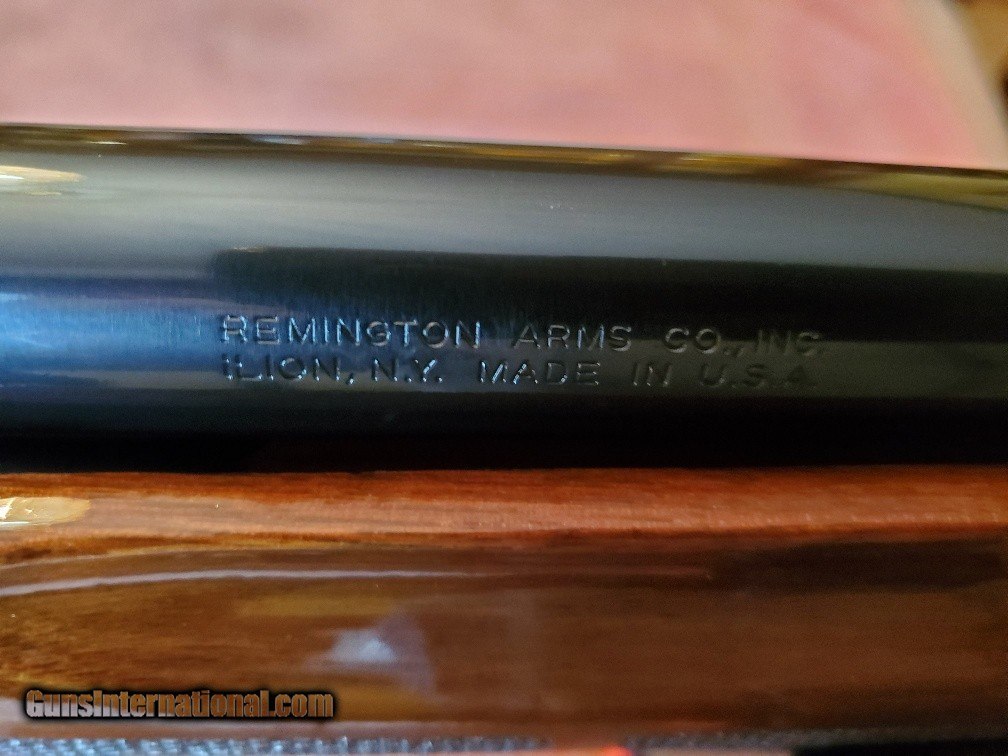 REMINGTON ARMS CO., INC.
ILION, N.Y. MADE IN U.S.A.
GunsInternational.com